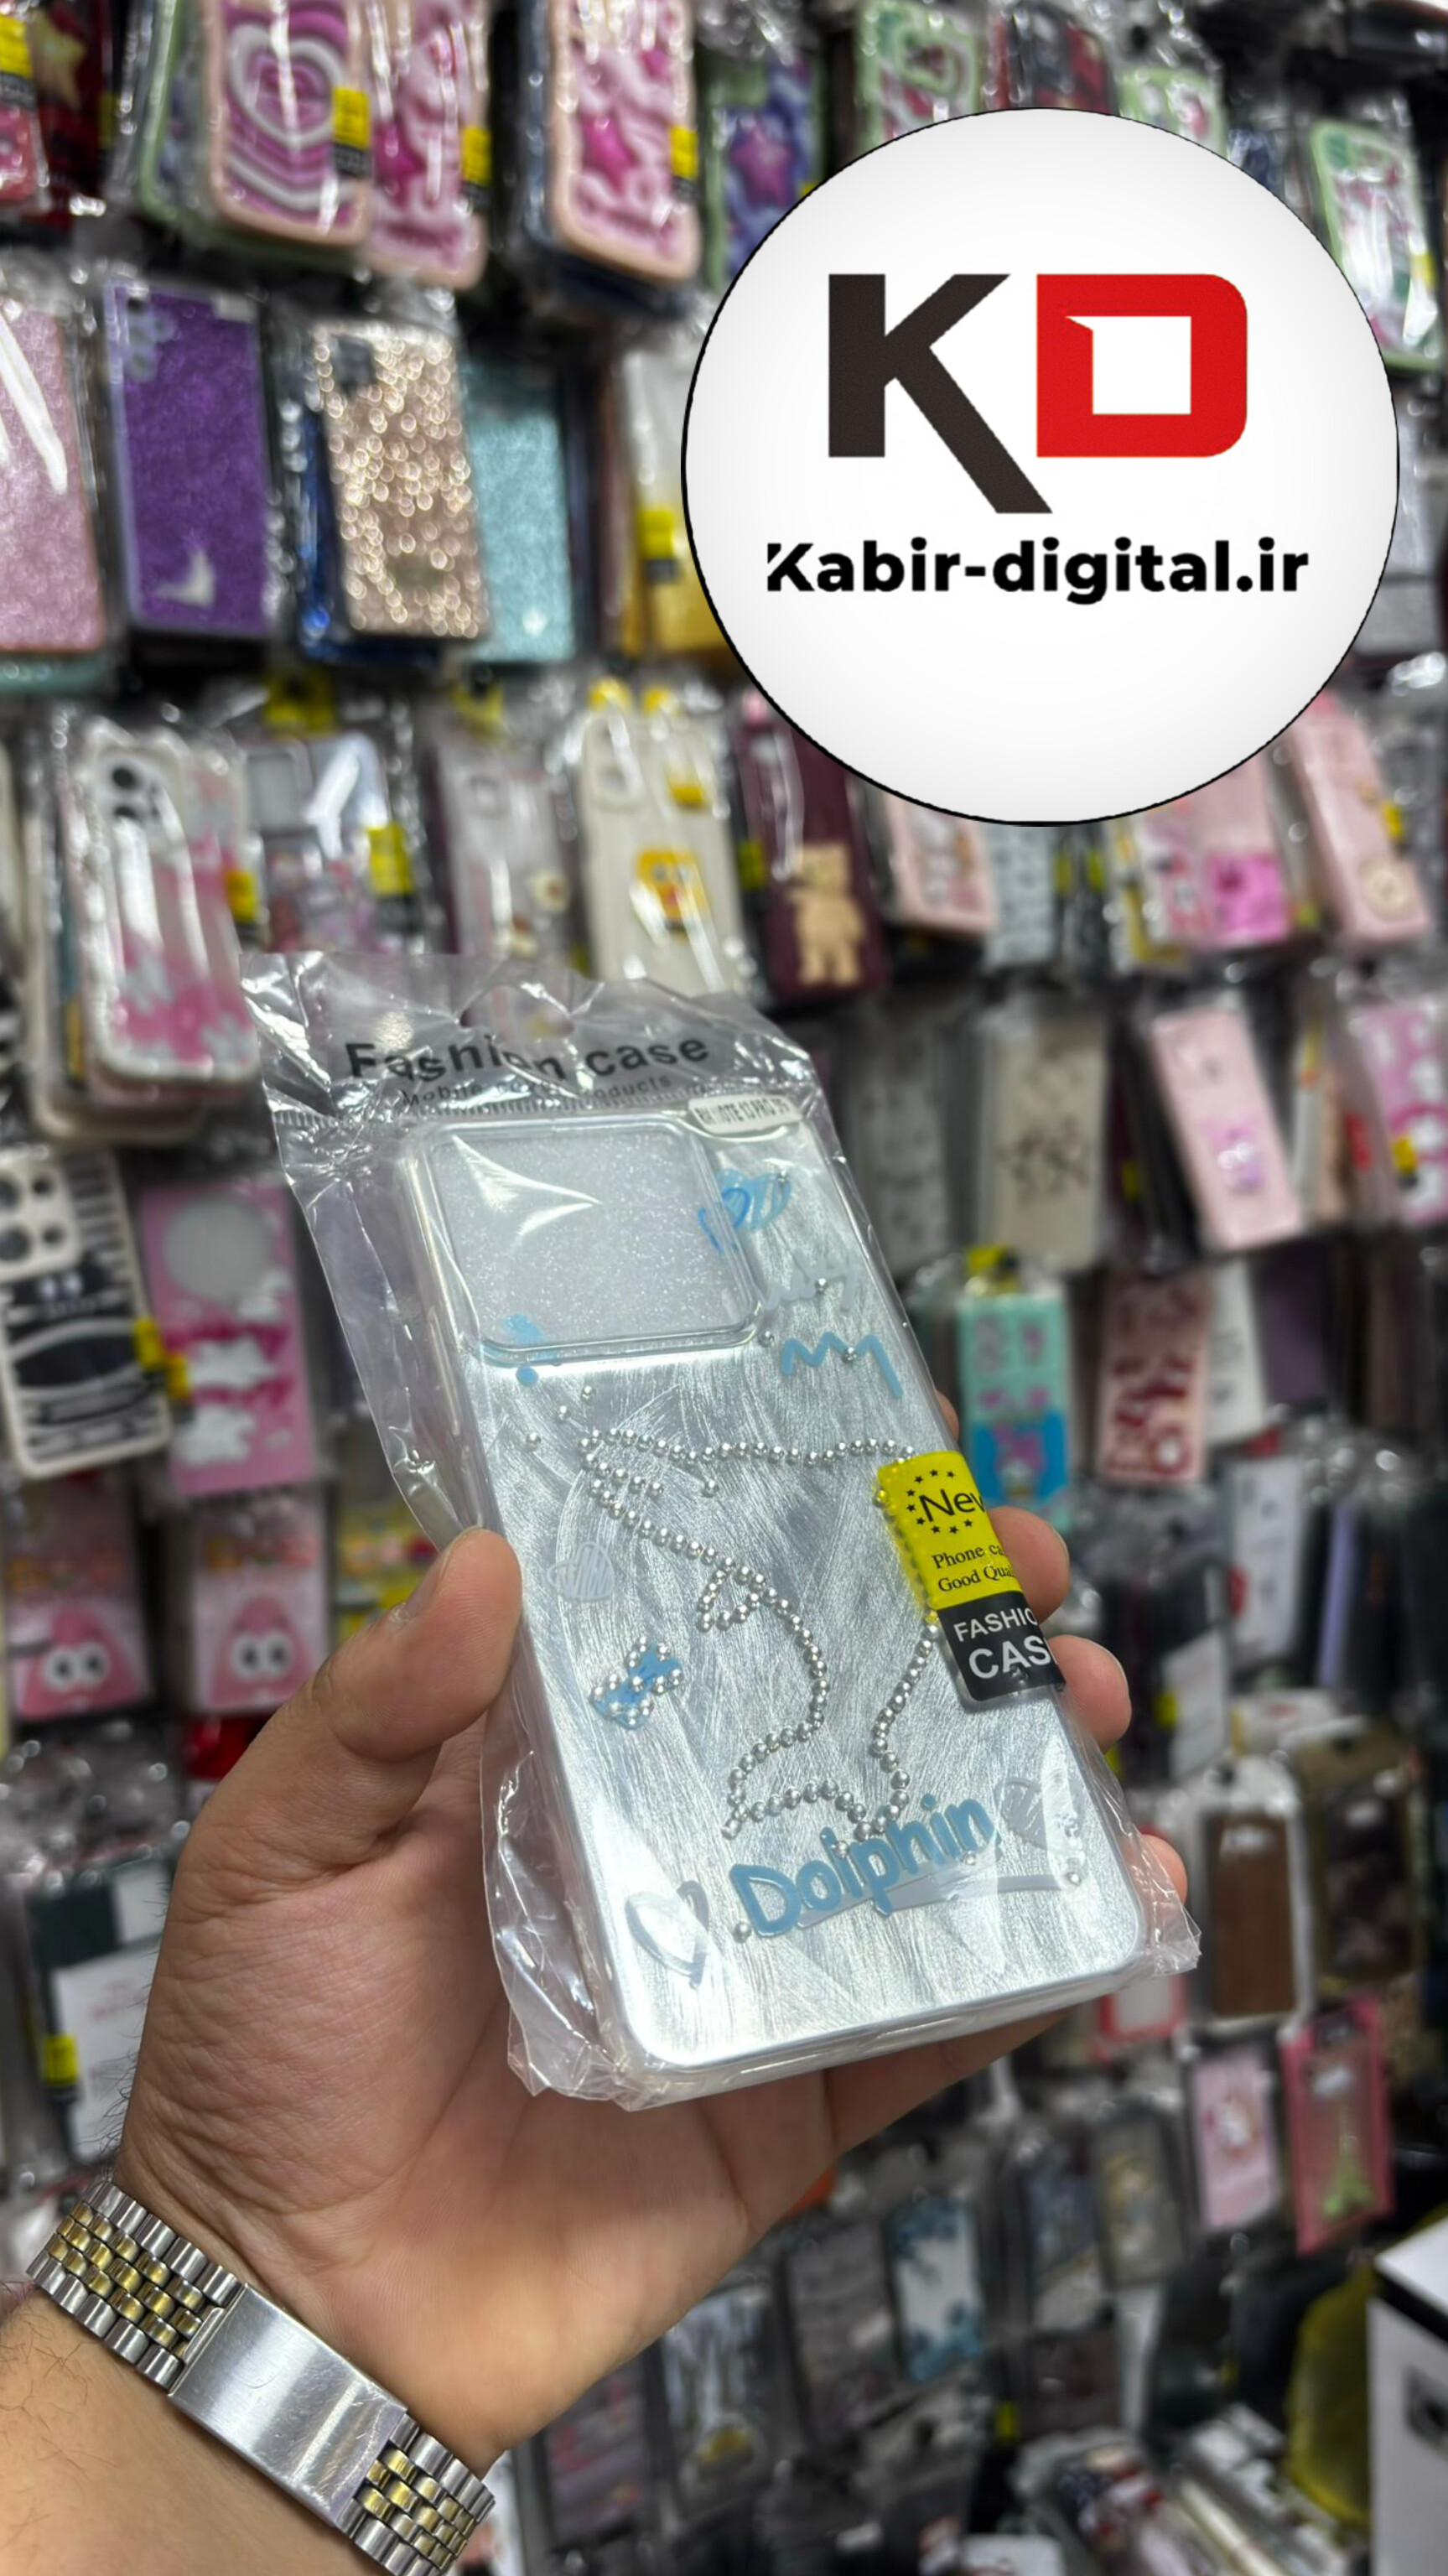 KD
Kabir-digital.ir
Fashion case
New
Phone ca
Good Qua
FASHIO
CAS
Dolphin